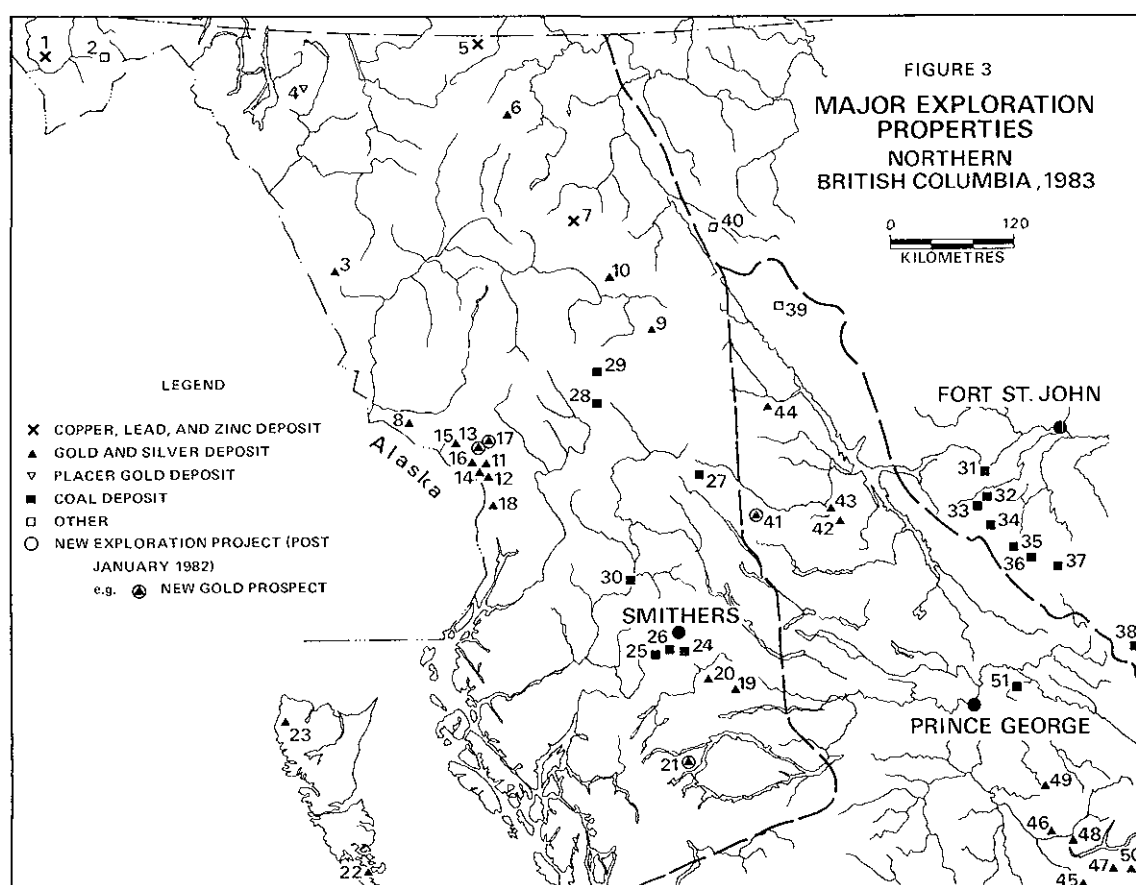 FIGURE 3
MAJOR EXPLORATION
PROPERTIES
NORTHERN
BRITISH COLUMBIA, 1983
0 120
KILOMETRES
LEGEND
COPPER, LEAD, AND ZINC DEPOSIT
GOLD AND SILVER DEPOSIT
PLACER GOLD DEPOSIT
COAL DEPOSIT
OTHER
NEW EXPLORATION PROJECT (POST
JANUARY 1982)
e.g. NEW GOLD PROSPECT
Alaska
FORT ST. JOHN
SMITHERS
PRINCE GEORGE
1
2
5
4
6
7
40
3
10
39
9
29
28
44
8
15
13
17
16
11
14
12
18
27
31
32
33
34
35
36
37
43
42
41
30
38
26
25
24
20
19
51
23
21
49
46
48
22
45
47
50